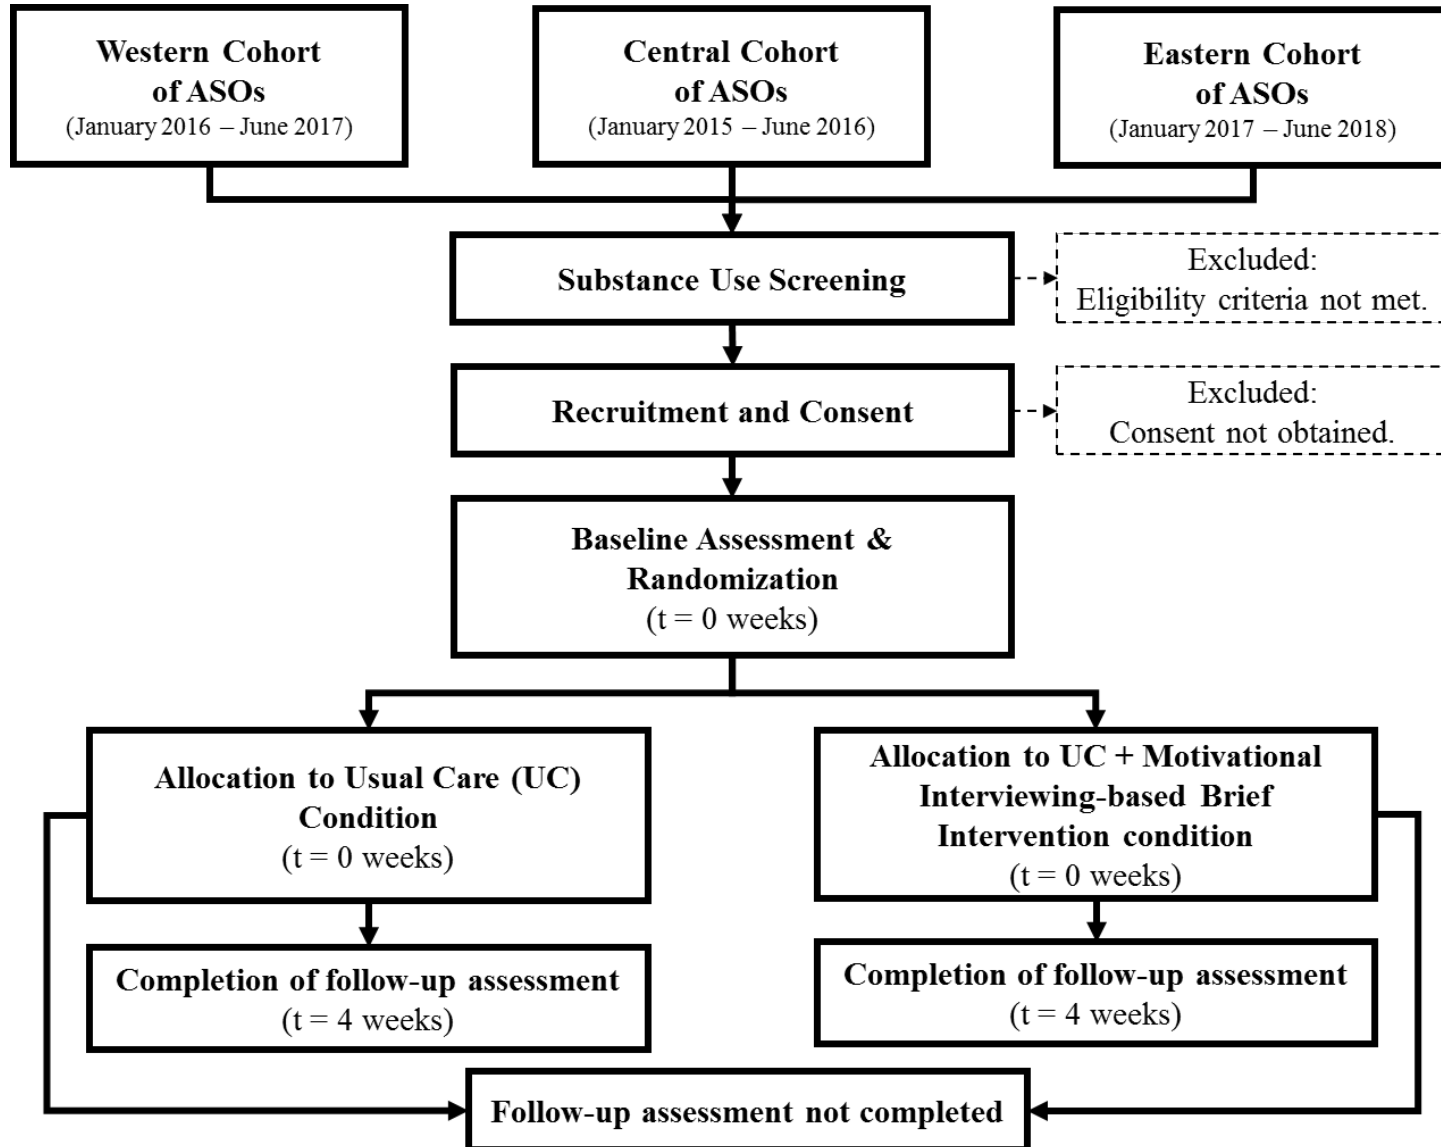 Western Cohort
of ASOs
(January 2016 – June 2017)
Central Cohort
of ASOs
(January 2015 – June 2016)
Eastern Cohort
of ASOs
(January 2017 – June 2018)
Substance Use Screening
Excluded:
Eligibility criteria not met.
Recruitment and Consent
Excluded:
Consent not obtained.
Baseline Assessment &
Randomization
(t = 0 weeks)
Allocation to Usual Care (UC)
Condition
(t = 0 weeks)
Allocation to UC + Motivational
Interviewing-based Brief
Intervention condition
(t = 0 weeks)
Completion of follow-up assessment
(t = 4 weeks)
Completion of follow-up assessment
(t = 4 weeks)
Follow-up assessment not completed